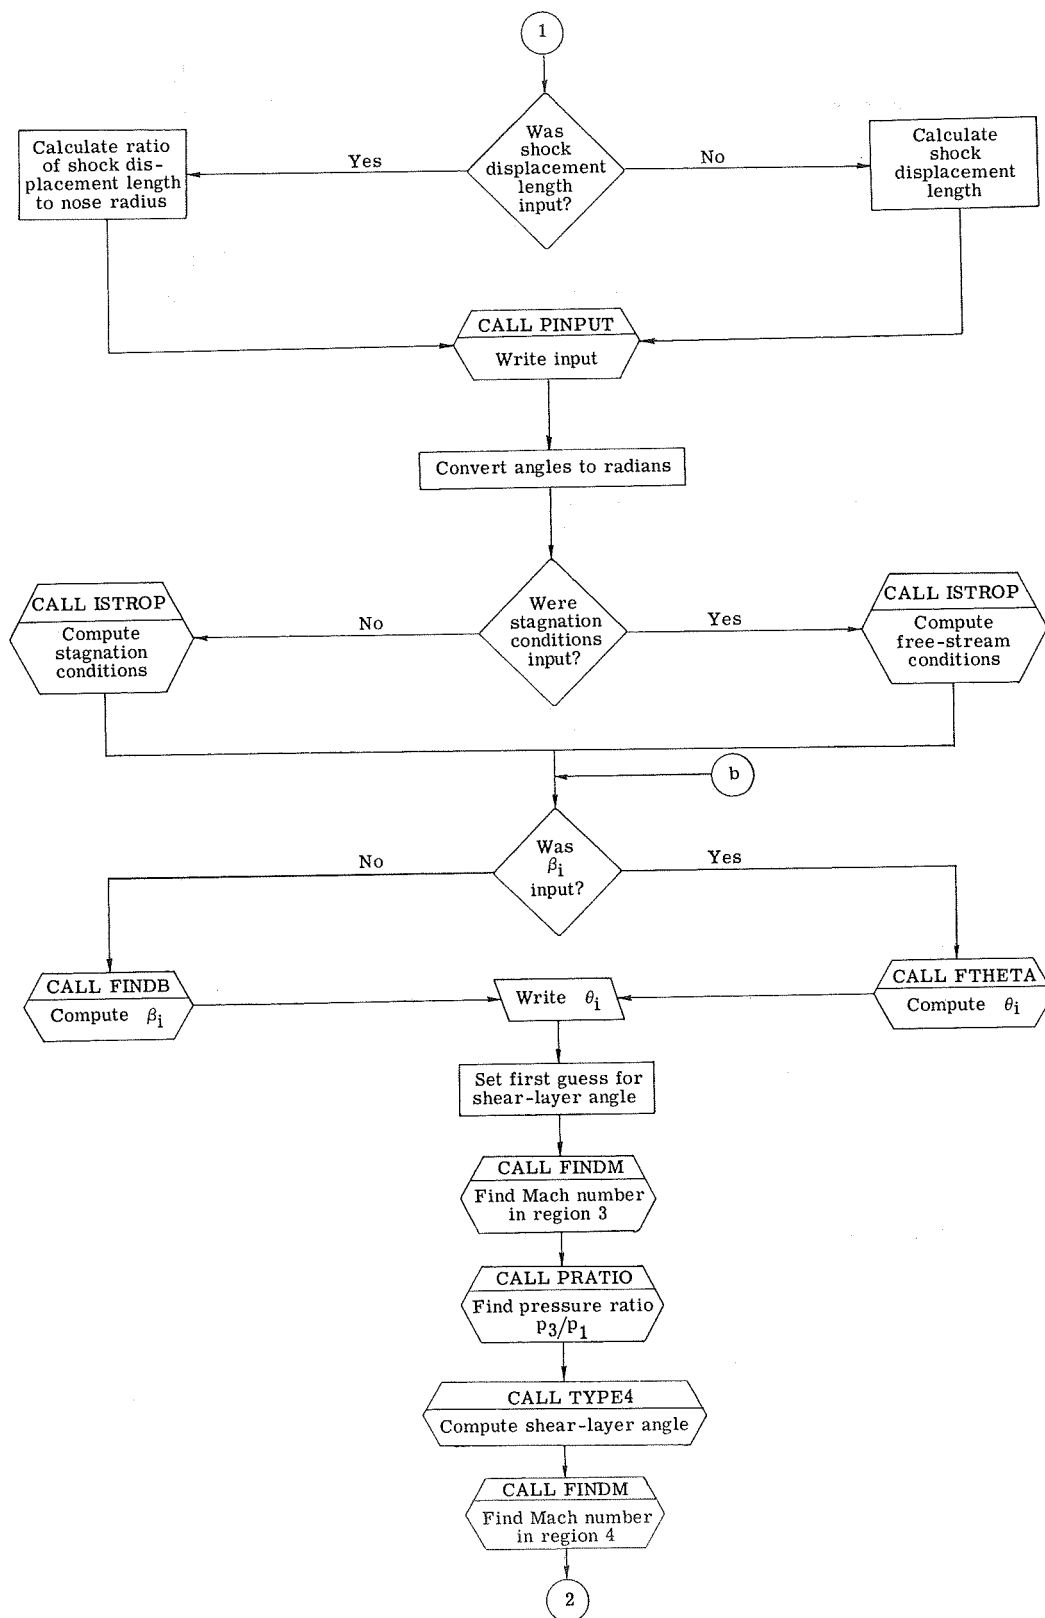 1
Was
shock
displacement
length
input?
Yes
No
Calculate ratio
of shock dis-
placement length
to nose radius
Calculate
shock
displacement
length
CALL PINPUT
Write input
Convert angles to radians
Were
stagnation
conditions
input?
No
Yes
CALL ISTROP
Compute
stagnation
conditions
CALL ISTROP
Compute
free-stream
conditions
b
Was
βi
input?
No
Yes
CALL FINDB
Compute βi
Write θi
CALL FTHETA
Compute θi
Set first guess for
shear-layer angle
CALL FINDM
Find Mach number
in region 3
CALL PRATIO
Find pressure ratio
p3/p1
CALL TYPE4
Compute shear-layer angle
CALL FINDM
Find Mach number
in region 4
2